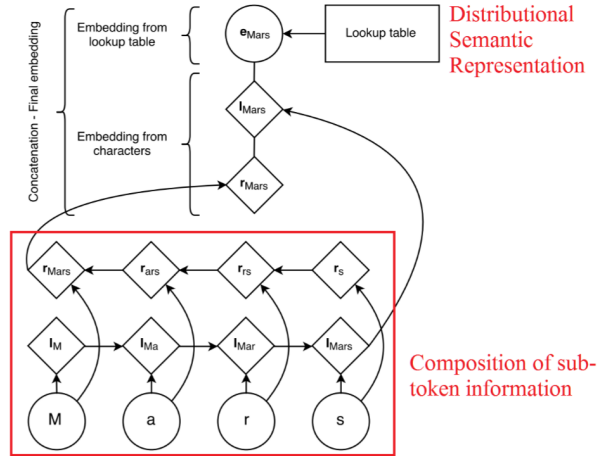 Embedding from
lookup table
e_Mars
Lookup table
Distributional
Semantic
Representation
Concatenation - Final embedding
Embedding from
characters
l_Mars
r_Mars
r_Mars
r_ars
r_rs
r_s
l_M
l_Ma
l_Mar
l_Mars
M
a
r
s
Composition of sub-
token information